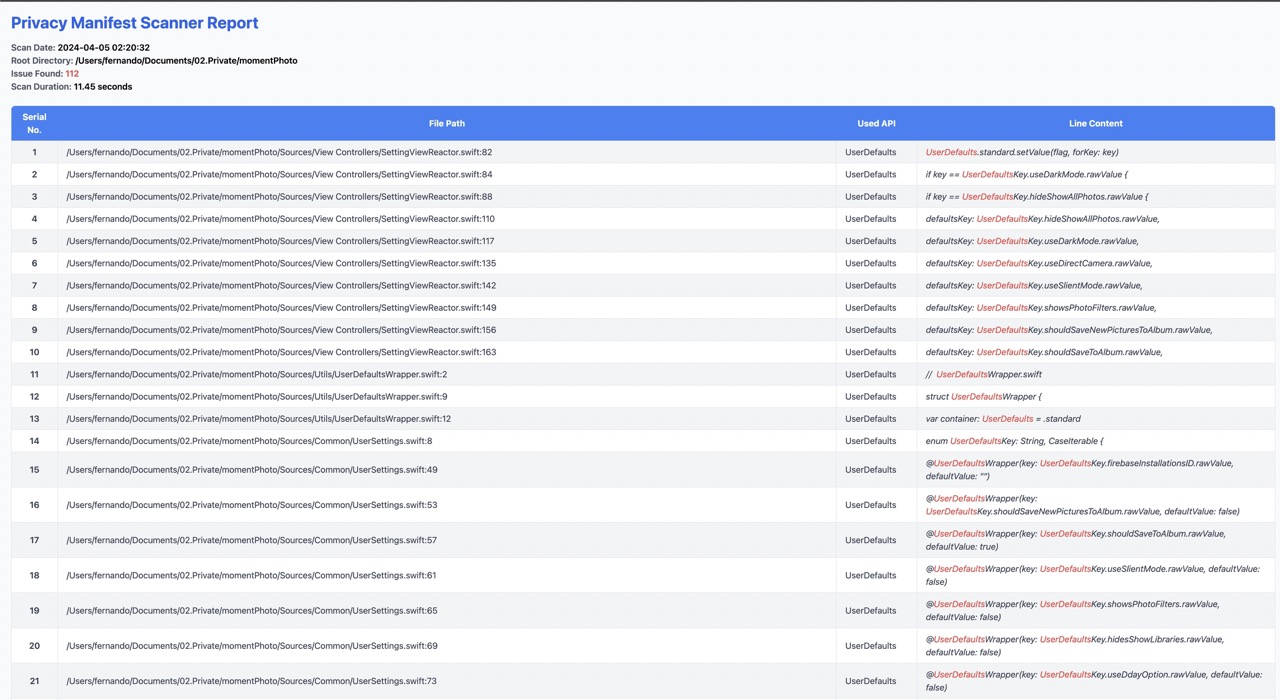 Privacy Manifest Scanner Report
Scan Date: 2024-04-05 02:20:32
Root Directory: /Users/fernando/Documents/02.Private/momentPhoto
Issue Found: 112
Scan Duration: 11.45 seconds
Serial No. File Path Used API Line Content
1 /Users/fernando/Documents/02.Private/momentPhoto/Sources/View Controllers/SettingViewReactor.swift:82 UserDefaults UserDefaults.standard.setValue(flag, forKey: key)
2 /Users/fernando/Documents/02.Private/momentPhoto/Sources/View Controllers/SettingViewReactor.swift:84 UserDefaults if key == UserDefaultsKey.useDarkMode.rawValue {
3 /Users/fernando/Documents/02.Private/momentPhoto/Sources/View Controllers/SettingViewReactor.swift:88 UserDefaults if key == UserDefaultsKey.hideShowAllPhotos.rawValue {
4 /Users/fernando/Documents/02.Private/momentPhoto/Sources/View Controllers/SettingViewReactor.swift:110 UserDefaults defaultsKey: UserDefaultsKey.hideShowAllPhotos.rawValue,
5 /Users/fernando/Documents/02.Private/momentPhoto/Sources/View Controllers/SettingViewReactor.swift:117 UserDefaults defaultsKey: UserDefaultsKey.useDarkMode.rawValue,
6 /Users/fernando/Documents/02.Private/momentPhoto/Sources/View Controllers/SettingViewReactor.swift:135 UserDefaults defaultsKey: UserDefaultsKey.useDirectCamera.rawValue,
7 /Users/fernando/Documents/02.Private/momentPhoto/Sources/View Controllers/SettingViewReactor.swift:142 UserDefaults defaultsKey: UserDefaultsKey.useSlientMode.rawValue,
8 /Users/fernando/Documents/02.Private/momentPhoto/Sources/View Controllers/SettingViewReactor.swift:149 UserDefaults defaultsKey: UserDefaultsKey.showsPhotoFilters.rawValue,
9 /Users/fernando/Documents/02.Private/momentPhoto/Sources/View Controllers/SettingViewReactor.swift:156 UserDefaults defaultsKey: UserDefaultsKey.shouldSaveNewPicturesToAlbum.rawValue,
10 /Users/fernando/Documents/02.Private/momentPhoto/Sources/View Controllers/SettingViewReactor.swift:163 UserDefaults defaultsKey: UserDefaultsKey.shouldSaveToAlbum.rawValue,
11 /Users/fernando/Documents/02.Private/momentPhoto/Sources/Utils/UserDefaultsWrapper.swift:2 UserDefaults // UserDefaultsWrapper.swift
12 /Users/fernando/Documents/02.Private/momentPhoto/Sources/Utils/UserDefaultsWrapper.swift:9 UserDefaults struct UserDefaultsWrapper {
13 /Users/fernando/Documents/02.Private/momentPhoto/Sources/Utils/UserDefaultsWrapper.swift:12 UserDefaults var container: UserDefaults = .standard
14 /Users/fernando/Documents/02.Private/momentPhoto/Sources/Common/UserSettings.swift:8 UserDefaults enum UserDefaultsKey: String, CaseIterable {
15 /Users/fernando/Documents/02.Private/momentPhoto/Sources/Common/UserSettings.swift:49 UserDefaults @UserDefaultsWrapper(key: UserDefaultsKey.firebaseInstallationsID.rawValue,
defaultValue: "")
16 /Users/fernando/Documents/02.Private/momentPhoto/Sources/Common/UserSettings.swift:53 UserDefaults @UserDefaultsWrapper(key:
UserDefaultsKey.shouldSaveNewPicturesToAlbum.rawValue, defaultValue: false)
17 /Users/fernando/Documents/02.Private/momentPhoto/Sources/Common/UserSettings.swift:57 UserDefaults @UserDefaultsWrapper(key: UserDefaultsKey.shouldSaveToAlbum.rawValue,
defaultValue: true)
18 /Users/fernando/Documents/02.Private/momentPhoto/Sources/Common/UserSettings.swift:61 UserDefaults @UserDefaultsWrapper(key: UserDefaultsKey.useSlientMode.rawValue, defaultValue:
false)
19 /Users/fernando/Documents/02.Private/momentPhoto/Sources/Common/UserSettings.swift:65 UserDefaults @UserDefaultsWrapper(key: UserDefaultsKey.showsPhotoFilters.rawValue,
defaultValue: false)
20 /Users/fernando/Documents/02.Private/momentPhoto/Sources/Common/UserSettings.swift:69 UserDefaults @UserDefaultsWrapper(key: UserDefaultsKey.hidesShowLibraries.rawValue,
defaultValue: false)
21 /Users/fernando/Documents/02.Private/momentPhoto/Sources/Common/UserSettings.swift:73 UserDefaults @UserDefaultsWrapper(key: UserDefaultsKey.useDdayOption.rawValue, defaultValue:
false)